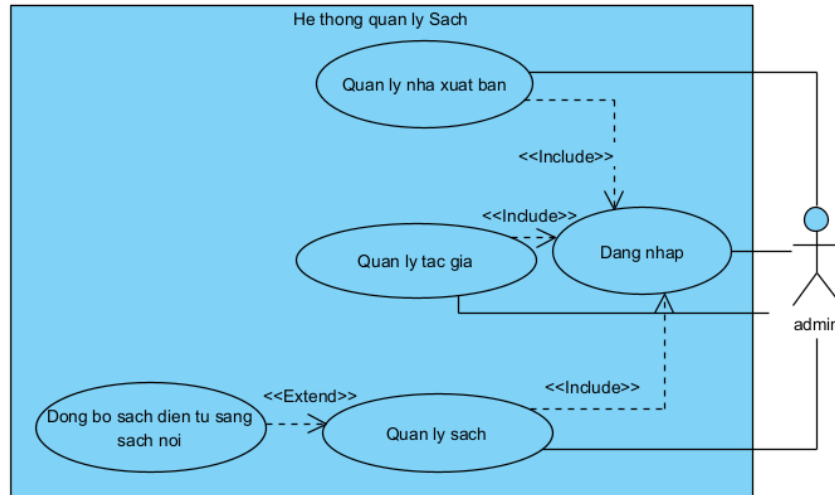 He thong quan ly Sach
Quan ly nha xuat ban
<<Include>>
<<Include>>
Quan ly tac gia
Dang nhap
admin
<<Extend>>
<<Include>>
Dong bo sach dien tu sang
sach noi
Quan ly sach